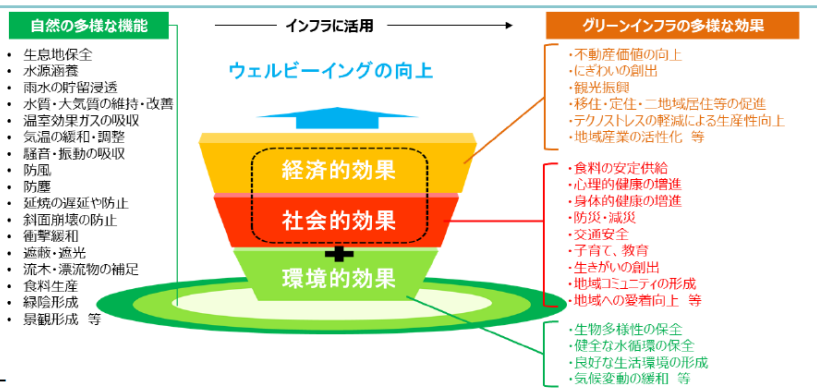 自然の多様な機能
インフラに活用
グリーンインフラの多様な効果
• 生息地保全
• 水源涵養
• 雨水の貯留浸透
• 水質・大気質の維持・改善
• 温室効果ガスの吸収
• 気温の緩和・調整
• 騒音・振動の吸収
• 防風
• 防塵
• 延焼の遅延や防止
• 斜面崩壊の防止
• 衝撃緩和
• 遮蔽・遮光
• 流木・漂流物の補足
• 食料生産
• 緑陰形成
• 景観形成 等
ウェルビーイングの向上
経済的効果
社会的効果
+
環境的効果
・不動産価値の向上
・にぎわいの創出
・観光振興
・移住・定住・二地域居住等の促進
・テクノストレスの軽減による生産性向上
・地域産業の活性化 等
・食料の安定供給
・心理的健康の増進
・身体的健康の増進
・防災・減災
・交通安全
・子育て、教育
・生きがいの創出
・地域コミュニティの形成
・地域への愛着向上 等
・生物多様性の保全
・健全な水循環の保全
・良好な生活環境の形成
・気候変動の緩和 等